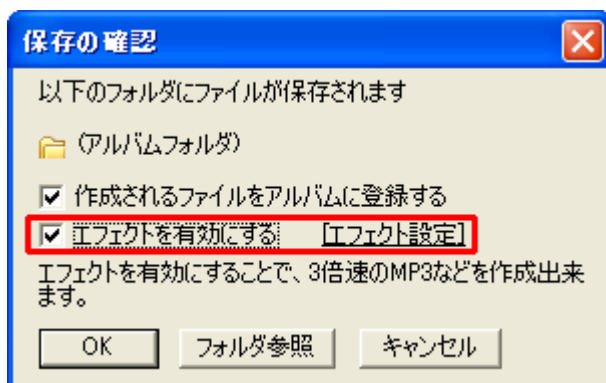 保存の確認
以下のフォルダにファイルが保存されます
(アルバムフォルダ)
作成されるファイルをアルバムに登録する
エフェクトを有効にする [エフェクト設定]
エフェクトを有効にすることで、3倍速のMP3などを作成出来
ます。
OK フォルダ参照 キャンセル